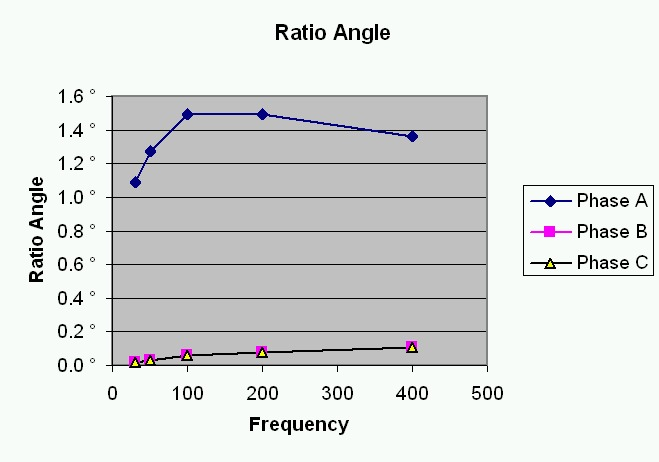 Ratio Angle
1.6 °
1.4 °
1.2 °
1.0 °
0.8 °
0.6 °
0.4 °
0.2 °
0.0 °
Ratio Angle
0 100 200 300 400 500
Frequency
Phase A
Phase B
Phase C